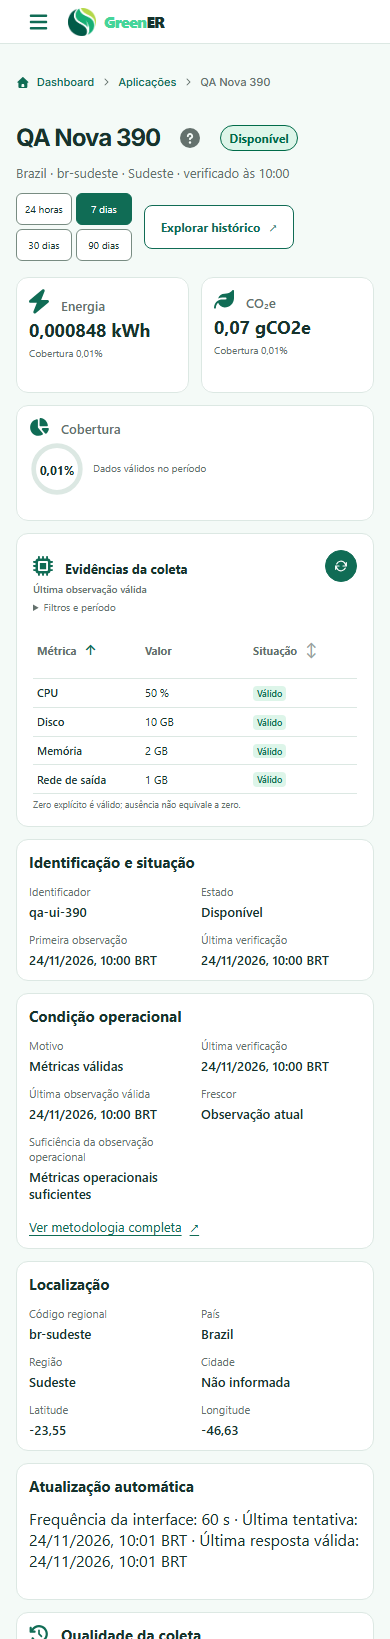 GreenER
Dashboard > Aplicações > QA Nova 390
QA Nova 390 ? Disponível
Brazil · br-sudeste · Sudeste · verificado às 10:00
24 horas 7 dias
30 dias 90 dias
Explorar histórico ↗
Energia
0,000848 kWh
Cobertura 0,01%
CO₂e
0,07 gCO2e
Cobertura 0,01%
Cobertura
0,01% Dados válidos no período
Evidências da coleta
Última observação válida
▶ Filtros e período
Métrica ↑ Valor Situação ↕
CPU 50 % Válido
Disco 10 GB Válido
Memória 2 GB Válido
Rede de saída 1 GB Válido
Zero explícito é válido; ausência não equivale a zero.
Identificação e situação
Identificador Estado
qa-ui-390 Disponível
Primeira observação Última verificação
24/11/2026, 10:00 BRT 24/11/2026, 10:00 BRT
Condição operacional
Motivo Última verificação
Métricas válidas 24/11/2026, 10:00 BRT
Última observação válida Frescor
24/11/2026, 10:00 BRT Observação atual
Suficiência da observação
operacional
Métricas operacionais
suficientes
Ver metodologia completa ↗
Localização
Código regional País
br-sudeste Brazil
Região Cidade
Sudeste Não informada
Latitude Longitude
-23,55 -46,63
Atualização automática
Frequência da interface: 60 s · Última tentativa:
24/11/2026, 10:01 BRT · Última resposta válida:
24/11/2026, 10:01 BRT
Qualidade da coleta